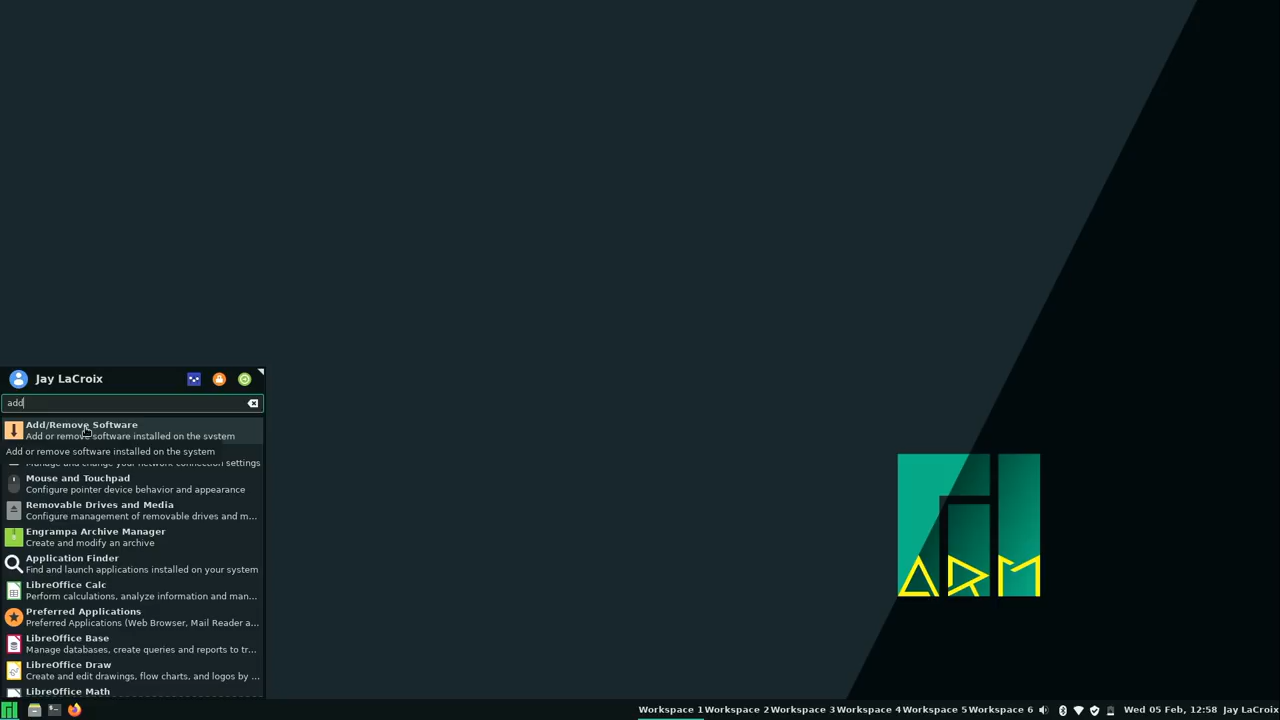 Jay LaCroix
add
Add/Remove Software
Add or remove software installed on the system
Add or remove software installed on the system
Manage and change your network connection settings
Mouse and Touchpad
Configure pointer device behavior and appearance
Removable Drives and Media
Configure management of removable drives and m...
Engrampa Archive Manager
Create and modify an archive
Application Finder
Find and launch applications installed on your system
LibreOffice Calc
Perform calculations, analyze information and man...
Preferred Applications
Preferred Applications (Web Browser, Mail Reader a...
LibreOffice Base
Manage databases, create queries and reports to tr...
LibreOffice Draw
Create and edit drawings, flow charts, and logos by ...
LibreOffice Math
ARM
Workspace 1 Workspace 2 Workspace 3 Workspace 4 Workspace 5 Workspace 6 Wed 05 Feb, 12:58 Jay LaCroix